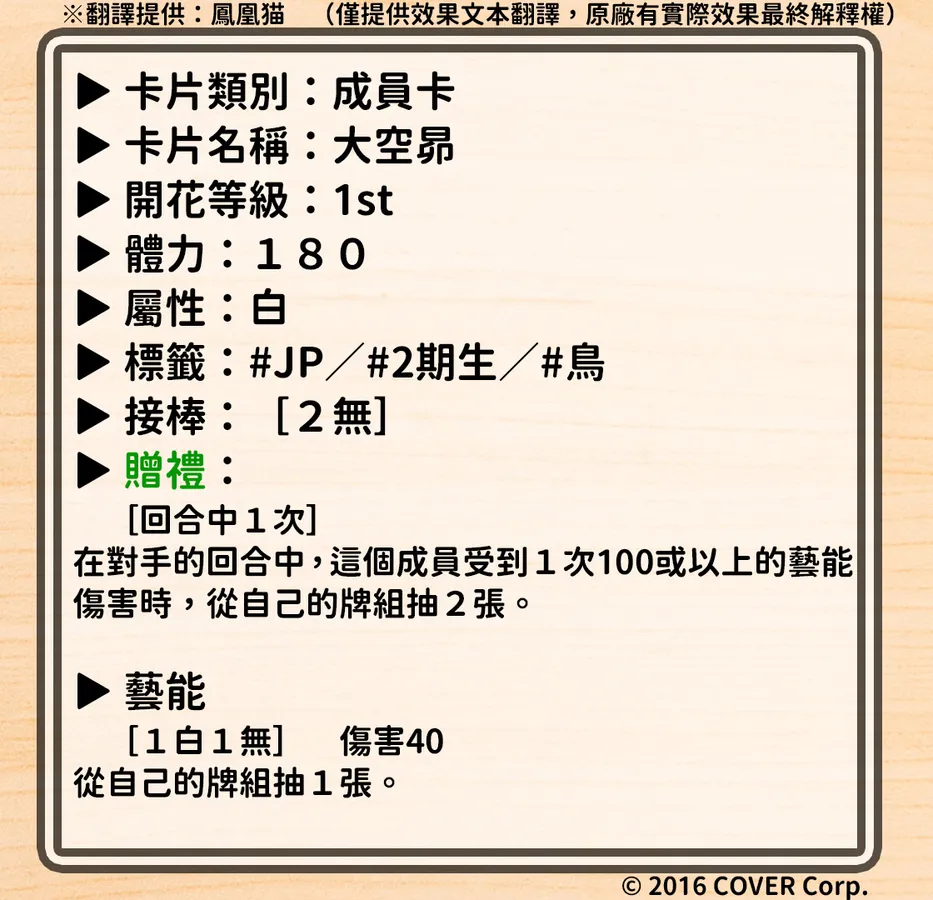 ※翻譯提供：鳳凰猫　（僅提供效果文本翻譯，原廠有實際效果最終解釋權）
▶ 卡片類別：成員卡
▶ 卡片名稱：大空昴
▶ 開花等級：1st
▶ 體力：１８０
▶ 屬性：白
▶ 標籤：#JP／#2期生／#鳥
▶ 接棒：［２無］
▶ 贈禮：
［回合中１次］
在對手的回合中，這個成員受到１次100或以上的藝能
傷害時，從自己的牌組抽２張。
▶ 藝能
［１白１無］　傷害40
從自己的牌組抽１張。
© 2016 COVER Corp.